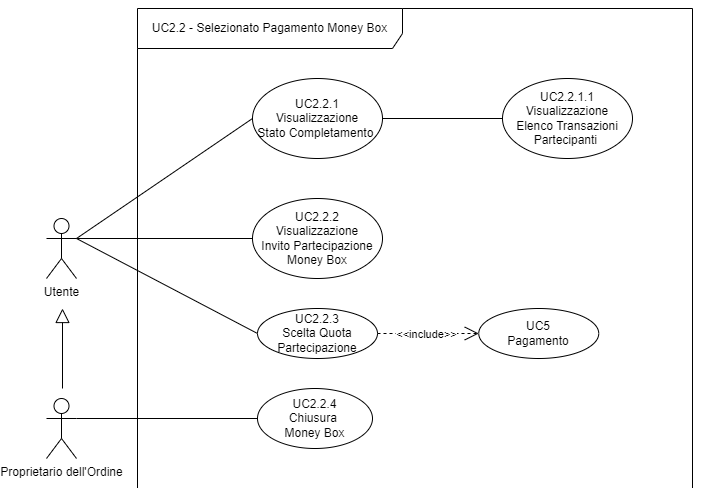 UC2.2 - Selezionato Pagamento Money Box
UC2.2.1
Visualizzazione
Stato Completamento
UC2.2.1.1
Visualizzazione
Elenco Transazioni
Partecipanti
UC2.2.2
Visualizzazione
Invito Partecipazione
Money Box
Utente
UC2.2.3
Scelta Quota
Partecipazione
<<include>>
UC5
Pagamento
UC2.2.4
Chiusura
Money Box
Proprietario dell'Ordine